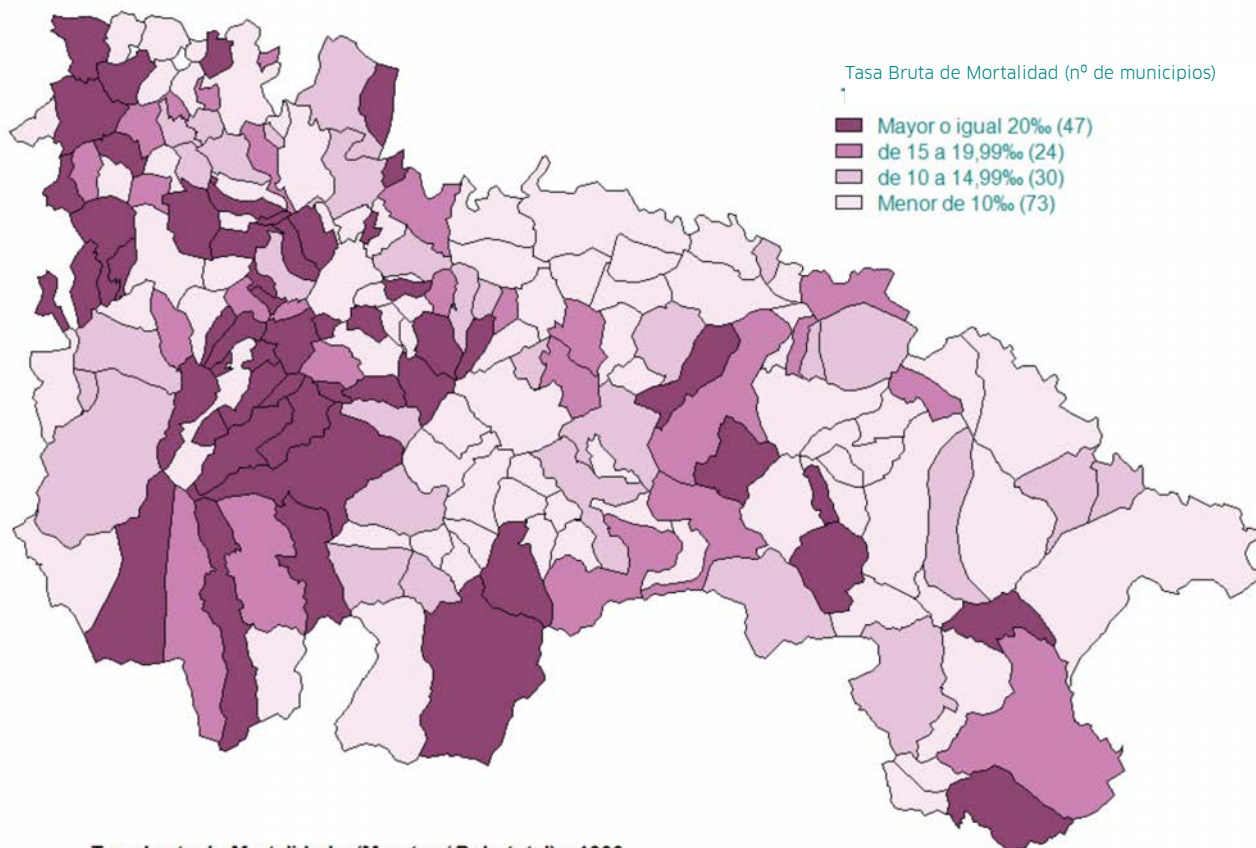 Tasa Bruta de Mortalidad (nº de municipios)
Mayor o igual 20‰ (47)
de 15 a 19,99‰ (24)
de 10 a 14,99‰ (30)
Menor de 10‰ (73)